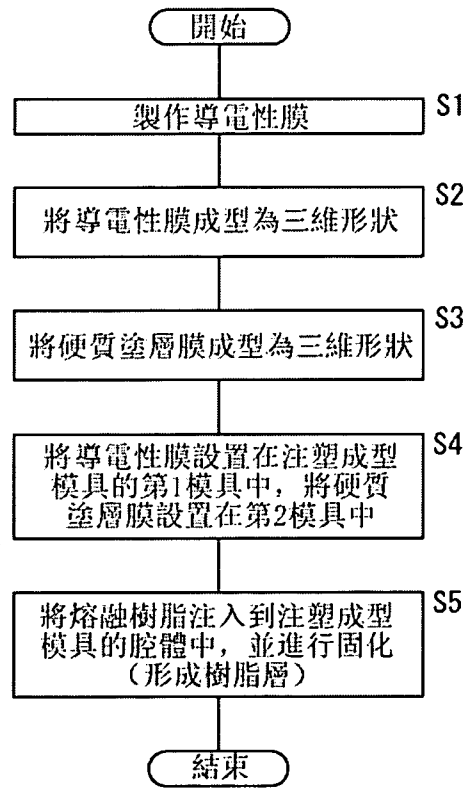 開始
製作導電性膜
S1
將導電性膜成型為三維形狀
S2
將硬质塗層膜成型為三維形狀
S3
將導電性膜設置在注塑成型
模具的第1模具中，將硬质
塗層膜設置在第2模具中
S4
將熔融樹脂注入到注塑成型
模具的腔體中，並進行固化
（形成樹脂層）
S5
結束